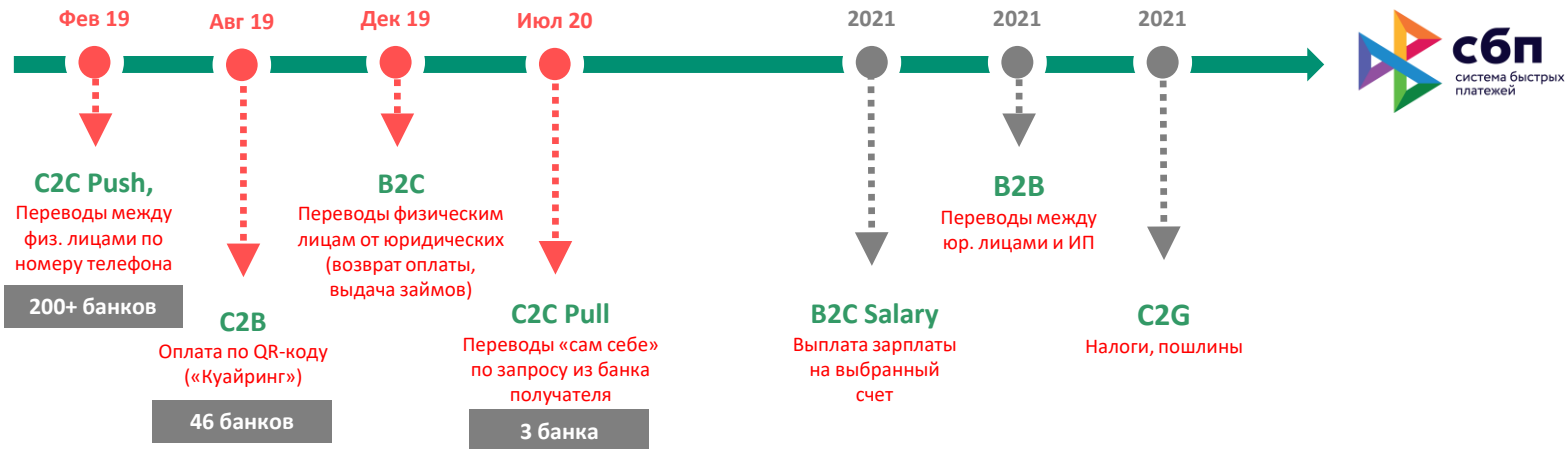 Фев 19
Авг 19
Дек 19
Июл 20
2021
2021
2021
сбп
система быстрых
платежей
C2C Push,
Переводы между
физ. лицами по
номеру телефона
200+ банков
C2B
Оплата по QR-коду
(«Куайринг»)
46 банков
B2C
Переводы физическим
лицам от юридических
(возврат оплаты,
выдача займов)
C2C Pull
Переводы «сам себе»
по запросу из банка
получателя
3 банка
B2C Salary
Выплата зарплаты
на выбранный
счет
B2B
Переводы между
юр. лицами и ИП
C2G
Налоги, пошлины